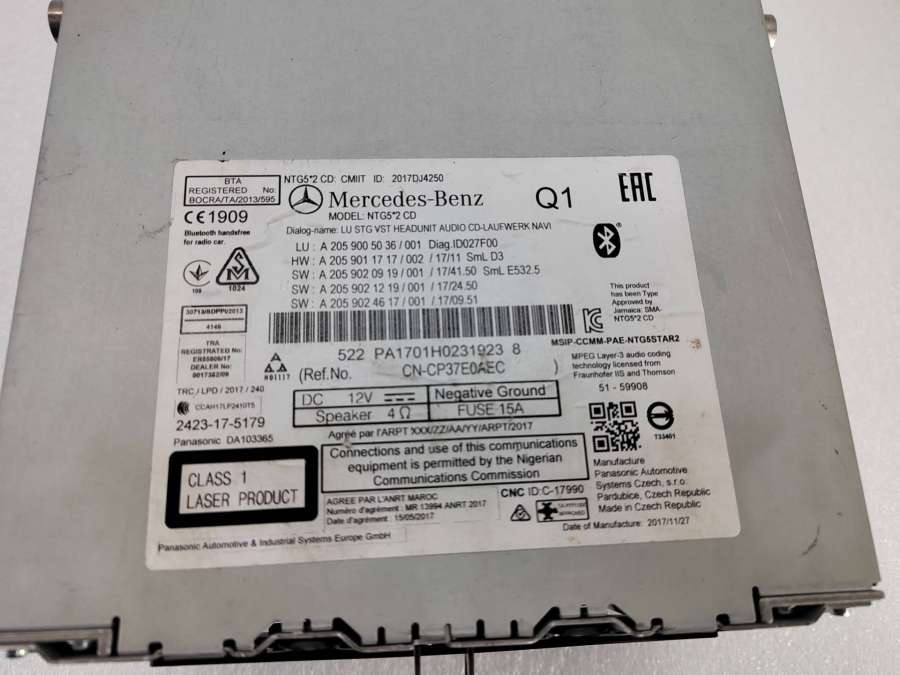 BTA
REGISTERED No:
BOCRA/TA/2013/595
NTG5*2 CD: CMIIT ID: 2017DJ4250
Mercedes-Benz
Q1
EAC
MODEL: NTG5*2 CD
CE1909
Bluetooth handsfree
for radio car.
Dialog-name: LU STG VST HEADUNIT AUDIO CD-LAUFWERK NAVI
LU : A 205 900 50 36 / 001 Diag.ID027F00
HW : A 205 901 17 17 / 002 / 17/11 SmL D3
SW : A 205 902 09 19 / 001 / 17/41.50 SmL E532.5
SW : A 205 902 12 19 / 001 / 17/24.50
SW : A 205 902 46 17 / 001 / 17/09.51
109
1024
This product
has been Type
Approved by
Jamaica: SMA-
NTG5*2 CD
30713/SDPPI/2013
4146
TRA
REGISTERED No:
ER55806/17
DEALER No:
0017382/09
522 PA1701H0231923 8
(Ref.No. CN-CP37E0AEC )
MSIP-CCMM-PAE-NTG5STAR2
MPEG Layer-3 audio coding
technology licensed from
Fraunhofer IIS and Thomson
51 - 59908
TRC / LPD / 2017 / 240
CCAH17LP2410T5
2423-17-5179
Panasonic DA103365
DC 12V
Negative Ground
Speaker 4 Ω
FUSE 15A
Agréé par l'ARPT XXX/ZZ/AA/YY/ARPT/2017
Connections and use of this communications
equipment is permitted by the Nigerian
Communications Commission
CLASS 1
LASER PRODUCT
AGREE PAR L'ANRT MAROC
Numéro d'agrément : MR 13994 ANRT 2017
Date d'agrément : 15/05/2017
CNC ID:C-17990
Manufacture
Panasonic Automotive
Systems Czech, s.r.o.
Pardubice, Czech Republic
Made in Czech Republic
Date of Manufacture: 2017/11/27
Panasonic Automotive & Industrial Systems Europe GmbH